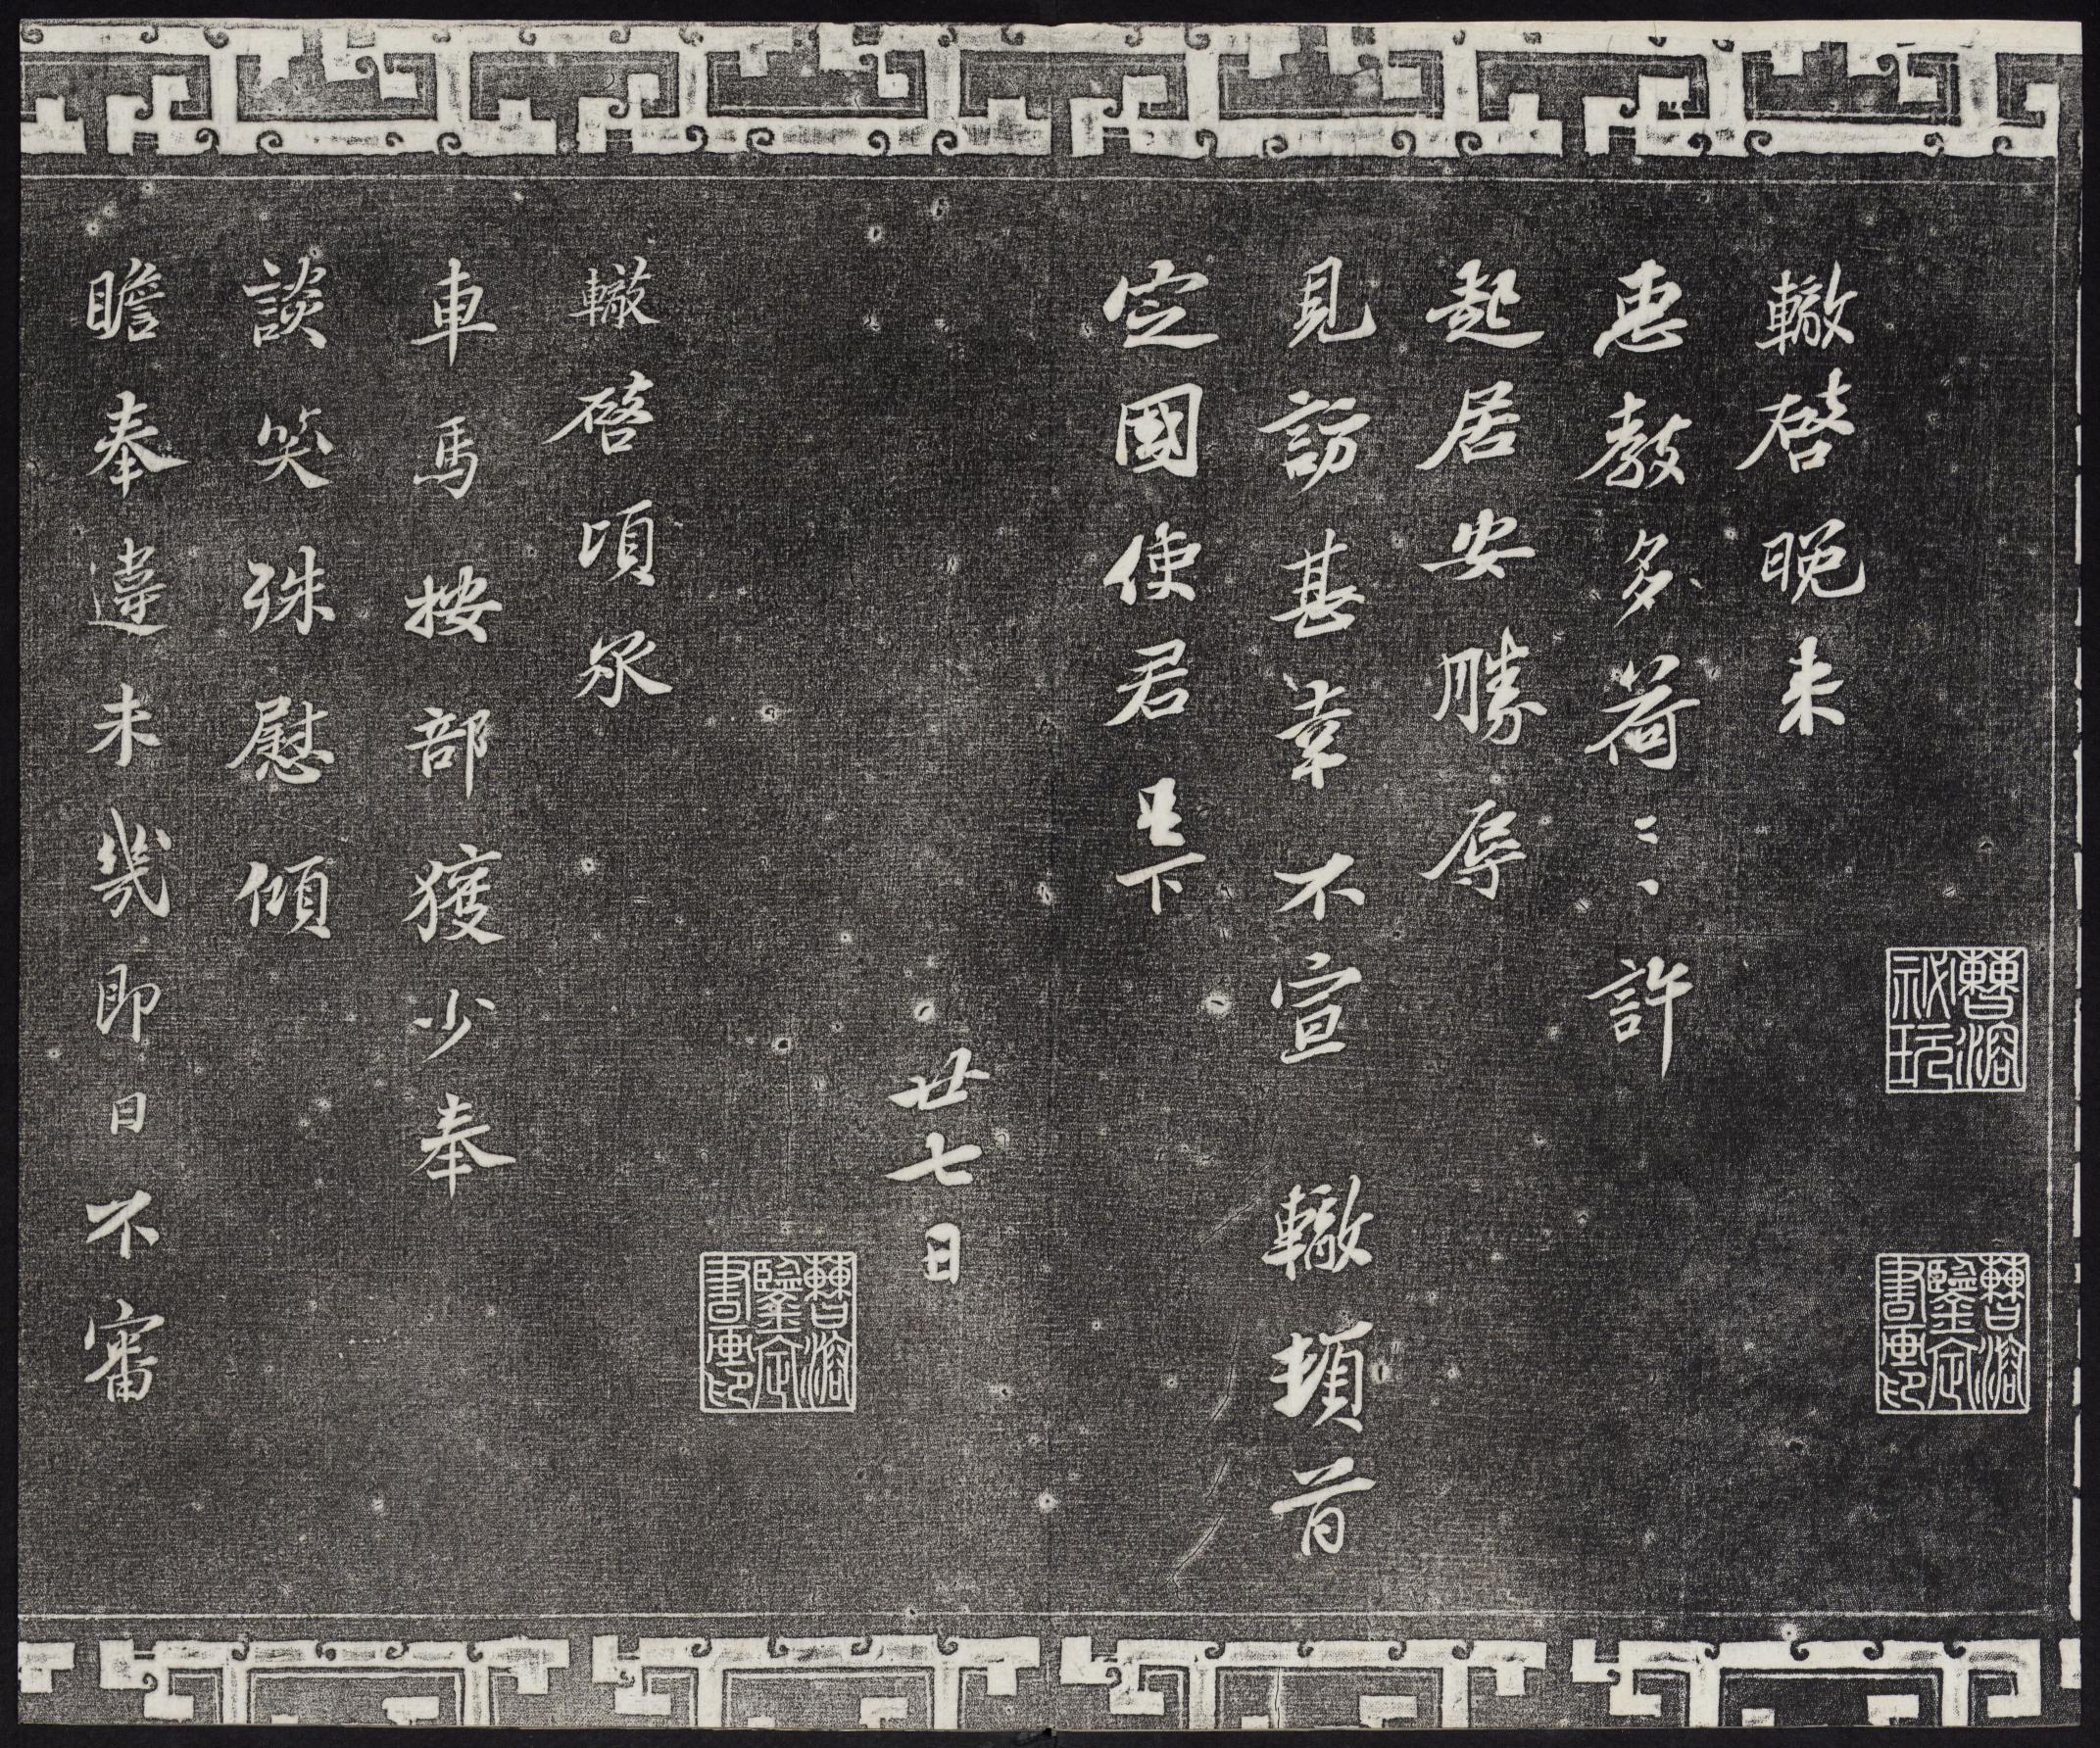 轍啓晚来
惠教多荷〻許
起居安勝辱
見訪甚幸不宣 轍頓首
定國使君足下
廿七日
轍啓頃承
車馬按部獲少奉
談笑殊慰傾
瞻奉違未幾即日不審
曹溶秘玩
曹溶鑒定書畫印
曹溶鑒定書畫印